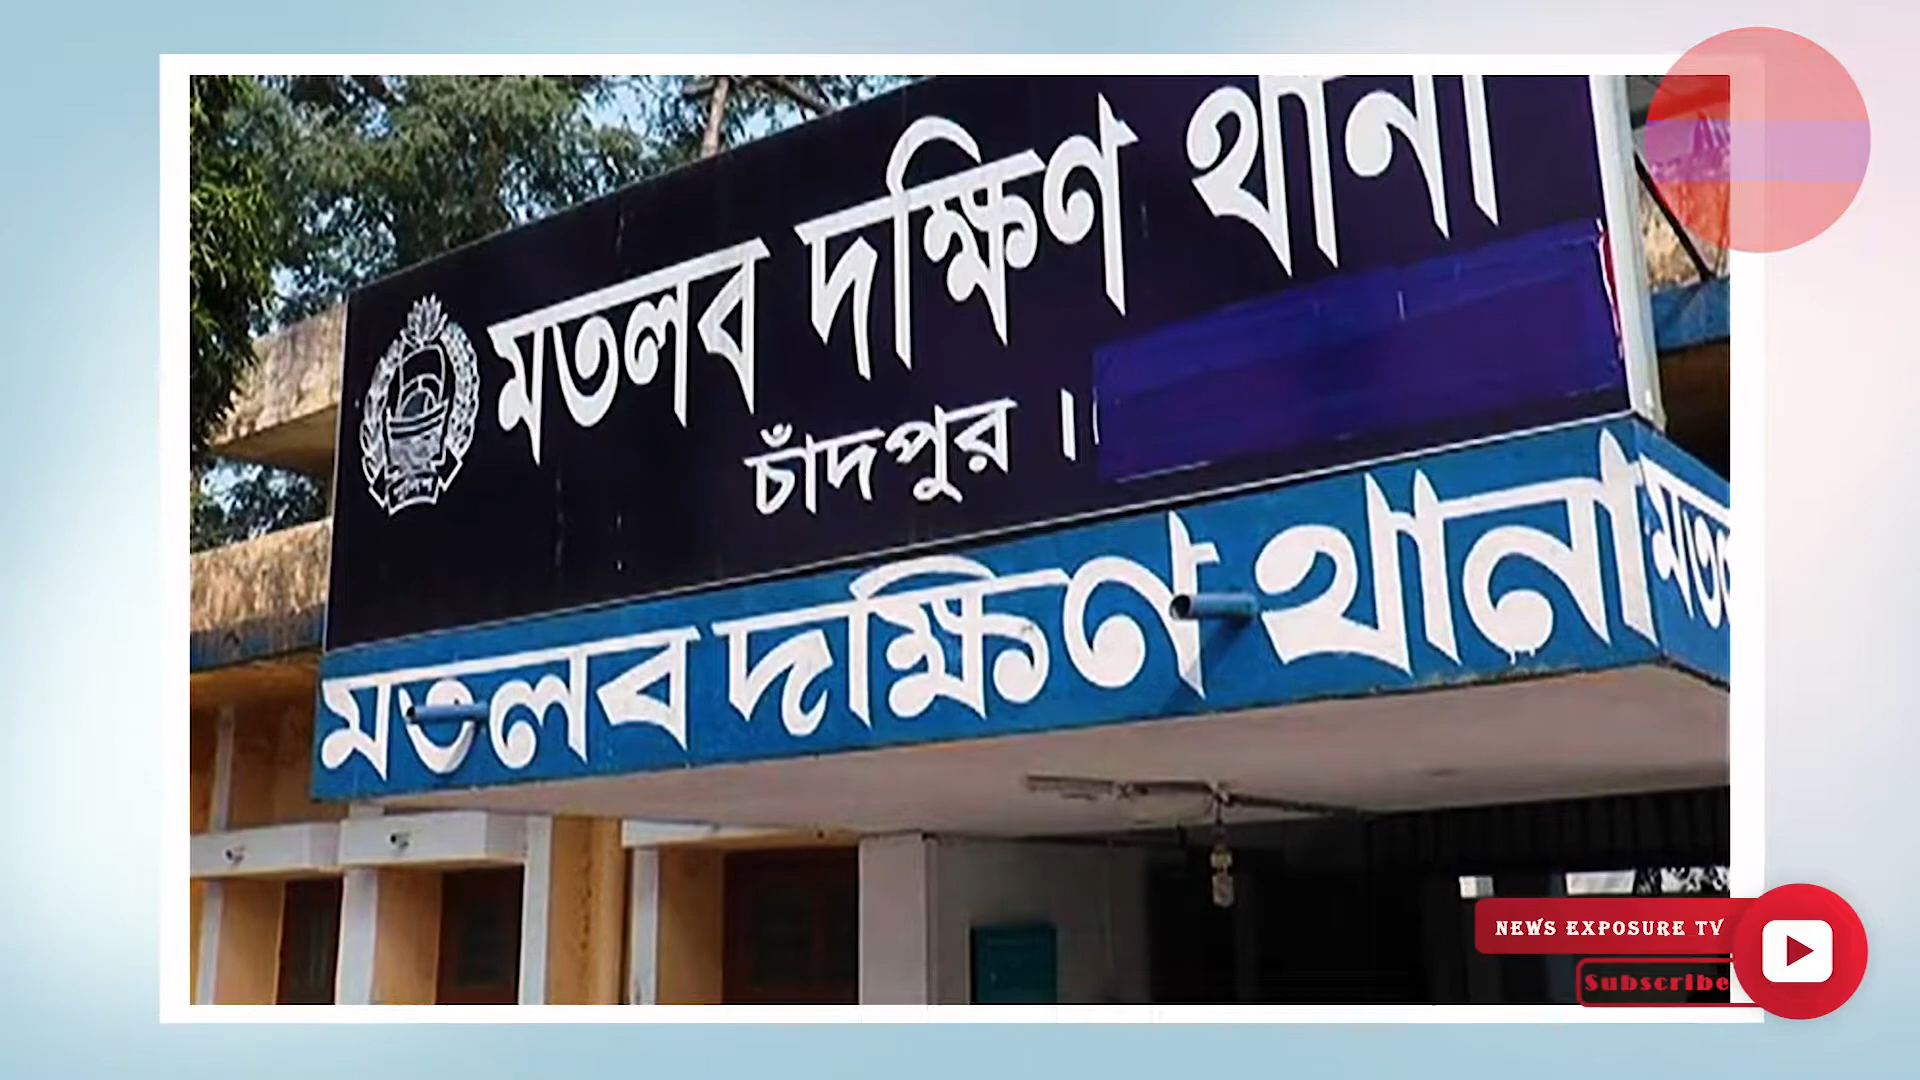 মতলব দক্ষিণ থানা
চাঁদপুর ।
পুলিশ
মতলব দক্ষিণ থানা
NEWS EXPOSURE TV
Subscribe